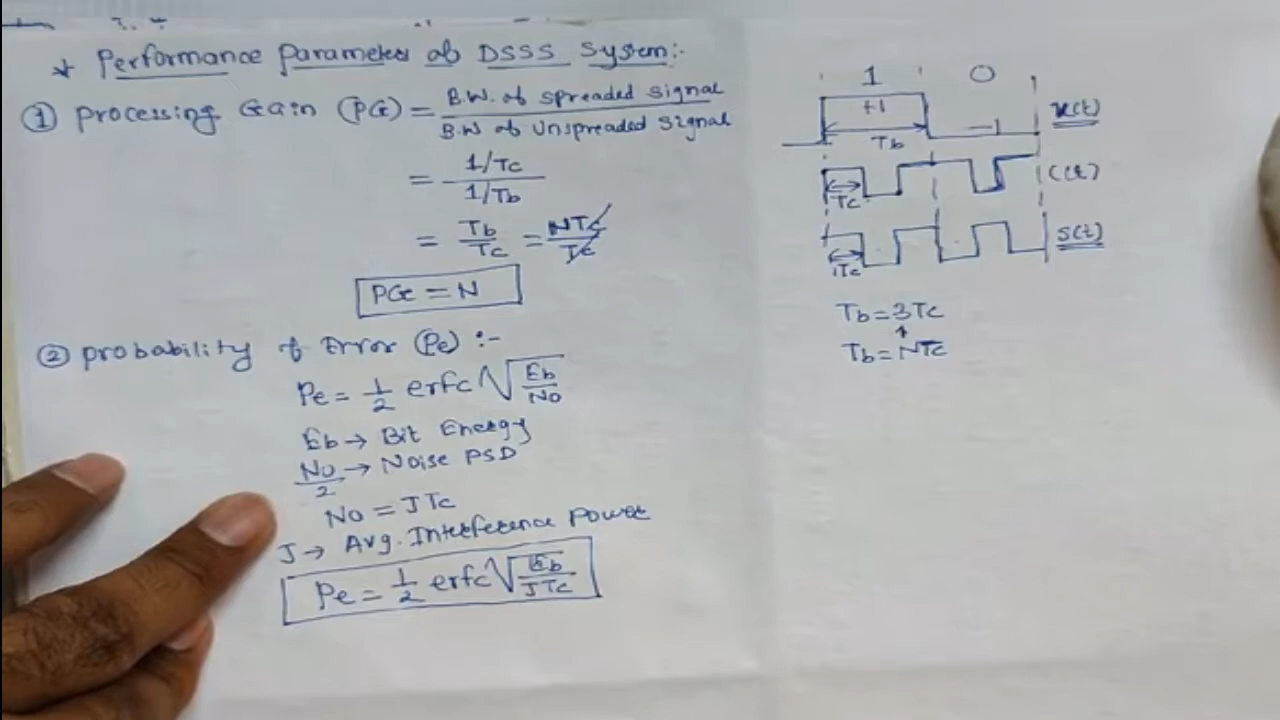 * Performance Parameters of DSSS System:-
① Processing Gain (PG) = B.W. of spreaded signal / B.W of Unspreaded Signal
= 1/Tc / 1/Tb
= Tb/Tc = NTc/Tc
PG = N
② probability of Error (Pe) :-
Pe = 1/2 erfc √Eb/No
Eb → Bit Energy
No/2 → Noise PSD
No = JTc
J → Avg. Interference Power
Pe = 1/2 erfc √Eb/JTc
1 0
+1 -1 x(t)
Tb
Tc c(t)
Tc s(t)
Tb = 3Tc
↑
Tb = NTc